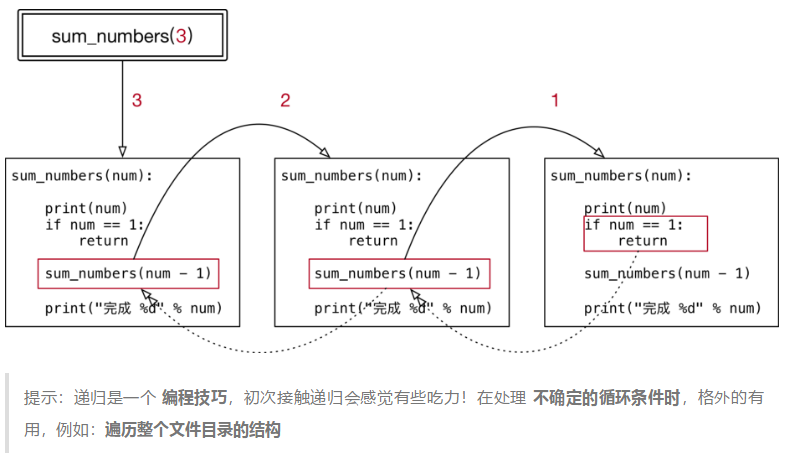 sum_numbers(3)
3
2
1
sum_numbers(num):
print(num)
if num == 1:
return
sum_numbers(num - 1)
print("完成 %d" % num)
sum_numbers(num):
print(num)
if num == 1:
return
sum_numbers(num - 1)
print("完成 %d" % num)
sum_numbers(num):
print(num)
if num == 1:
return
sum_numbers(num - 1)
print("完成 %d" % num)
提示：递归是一个 编程技巧，初次接触递归会感觉有些吃力！在处理 不确定的循环条件时，格外的有
用，例如：遍历整个文件目录的结构